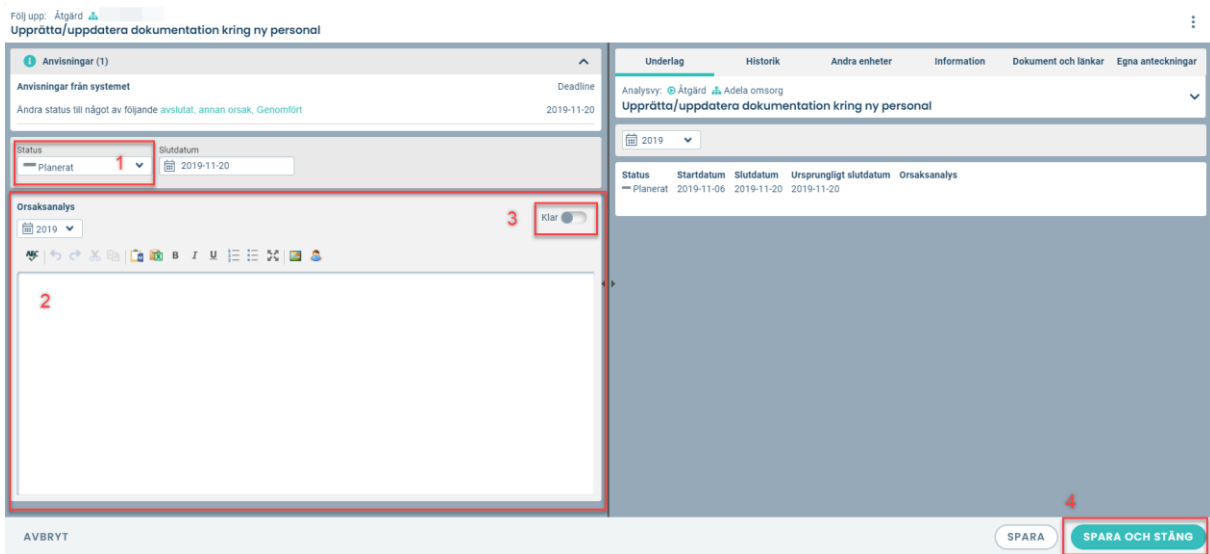 Följ upp: Åtgärd
Upprätta/uppdatera dokumentation kring ny personal
Anvisningar (1)
Anvisningar från systemet Deadline
Ändra status till något av följande avslutat, annan orsak, Genomfört 2019-11-20
Status Slutdatum
Planerat 1 2019-11-20
Orsaksanalys
3 Klar
2019
ABC B I U
2
Underlag Historik Andra enheter Information Dokument och länkar Egna anteckningar
Analysvy: Åtgärd Adela omsorg
Upprätta/uppdatera dokumentation kring ny personal
2019
Status Startdatum Slutdatum Ursprungligt slutdatum Orsaksanalys
Planerat 2019-11-06 2019-11-20 2019-11-20
4
AVBRYT SPARA SPARA OCH STÄNG